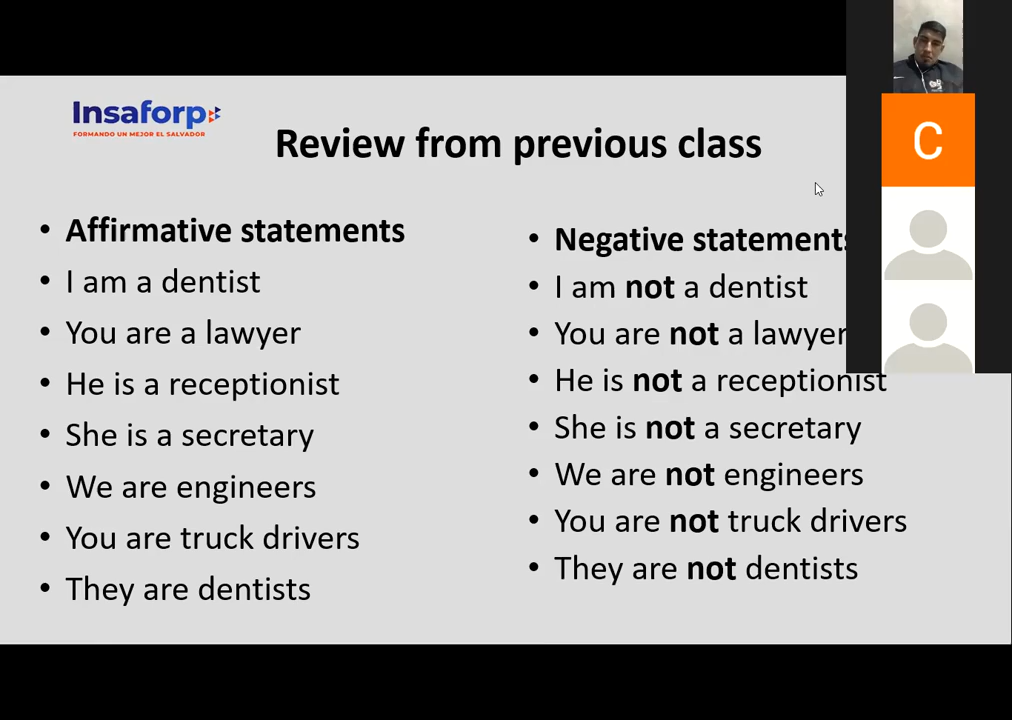 Insaforp
FORMANDO UN MEJOR EL SALVADOR
Review from previous class
• Affirmative statements
• I am a dentist
• You are a lawyer
• He is a receptionist
• She is a secretary
• We are engineers
• You are truck drivers
• They are dentists
• Negative statements
• I am not a dentist
• You are not a lawyer
• He is not a receptionist
• She is not a secretary
• We are not engineers
• You are not truck drivers
• They are not dentists
C